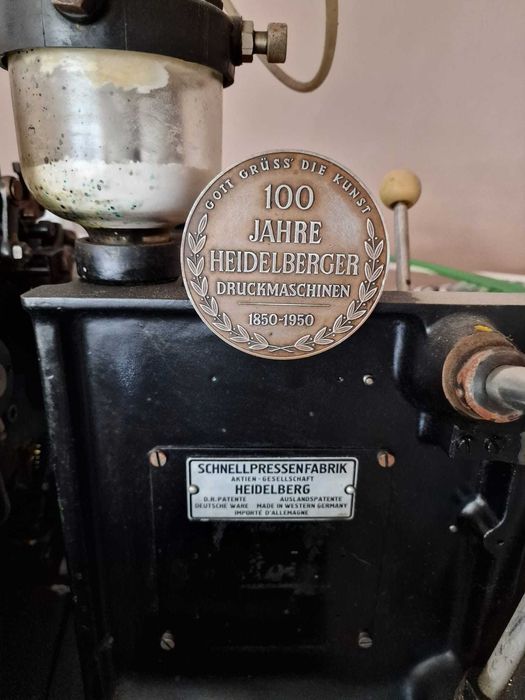 GOTT GRÜSS' DIE KUNST
100
JAHRE
HEIDELBERGER
DRUCKMASCHINEN
1850-1950
SCHNELLPRESSENFABRIK
AKTIEN-GESELLSCHAFT
HEIDELBERG
D.R.PATENTE AUSLANDSPATENTE
DEUTSCHE WARE MADE IN WESTERN GERMANY
IMPORTÉ D'ALLEMAGNE